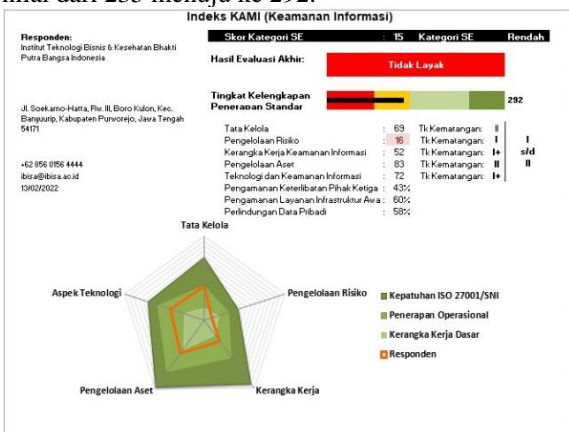 nilai dari 235 menuju ke 292.
Indeks KAMI (Keamanan Informasi)
Responden:
Institut Teknologi Bisnis & Kesehatan Bhakti
Putra Bangsa Indonesia
Skor Kategori SE : 15 Kategori SE Rendah
Hasil Evaluasi Akhir: Tidak Layak
Tingkat Kelengkapan
Penerapan Standar 292
Jl. Soekarno-Hatta, Rw. III, Boro Kulon, Kec.
Banyuurip, Kabupaten Purworejo, Jawa Tengah
54171
+62 856 0156 4444
ibisa@ibisa.ac.id
13/02/2022
Tata Kelola : 69 Tk Kematangan: II
Pengelolaan Risiko : 16 Tk Kematangan: I I
Kerangka Kerja Keamanan Informasi : 52 Tk Kematangan: I+ s/d
Pengelolaan Aset : 83 Tk Kematangan: II II
Teknologi dan Keamanan Informasi : 72 Tk Kematangan: I+
Pengamanan Keterlibatan Pihak Ketiga : 43%
Pengamanan Layanan Infrastruktur Awa : 60%
Perlindungan Data Pribadi : 58%
Tata Kelola
Aspek Teknologi
Pengelolaan Risiko
Pengelolaan Aset
Kerangka Kerja
Kepatuhan ISO 27001/SNI
Penerapan Operasional
Kerangka Kerja Dasar
Responden